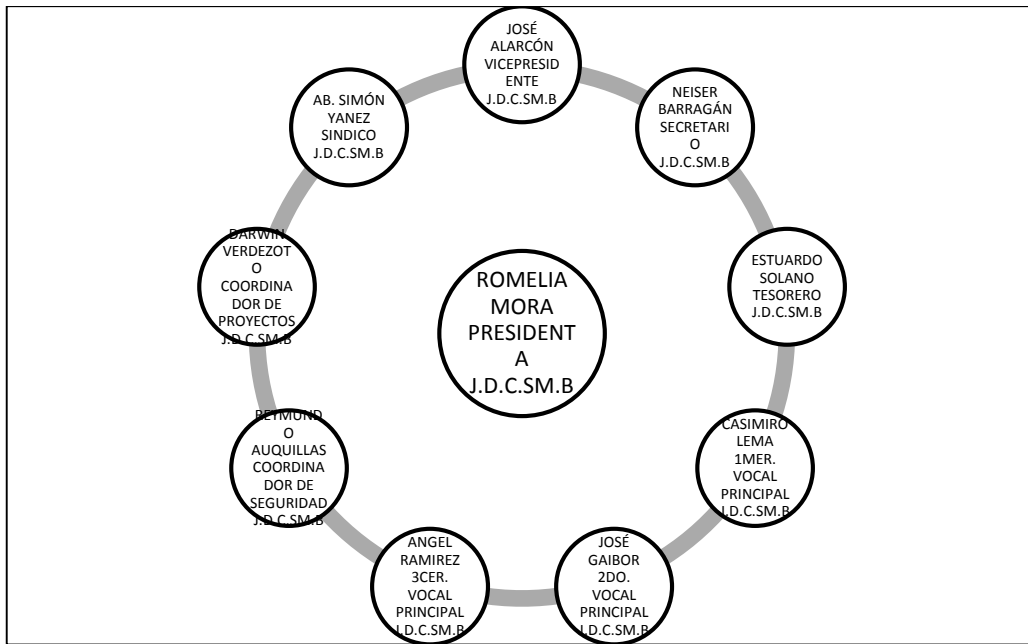 JOSÉ
ALARCÓN
VICEPRESID
ENTE
J.D.C.SM.B
NEISER
BARRAGÁN
SECRETARI
O
J.D.C.SM.B
ESTUARDO
SOLANO
TESORERO
J.D.C.SM.B
CASIMIRO
LEMA
1MER.
VOCAL
PRINCIPAL
J.D.C.SM.B
JOSÉ
GAIBOR
2DO.
VOCAL
PRINCIPAL
J.D.C.SM.B
ANGEL
RAMIREZ
3CER.
VOCAL
PRINCIPAL
J.D.C.SM.B
REYMUND
O
AUQUILLAS
COORDINA
DOR DE
SEGURIDAD
J.D.C.SM.B
DARWIN
VERDEZOT
O
COORDINA
DOR DE
PROYECTOS
J.D.C.SM.B
AB. SIMÓN
YANEZ
SINDICO
J.D.C.SM.B
ROMELIA
MORA
PRESIDENT
A
J.D.C.SM.B